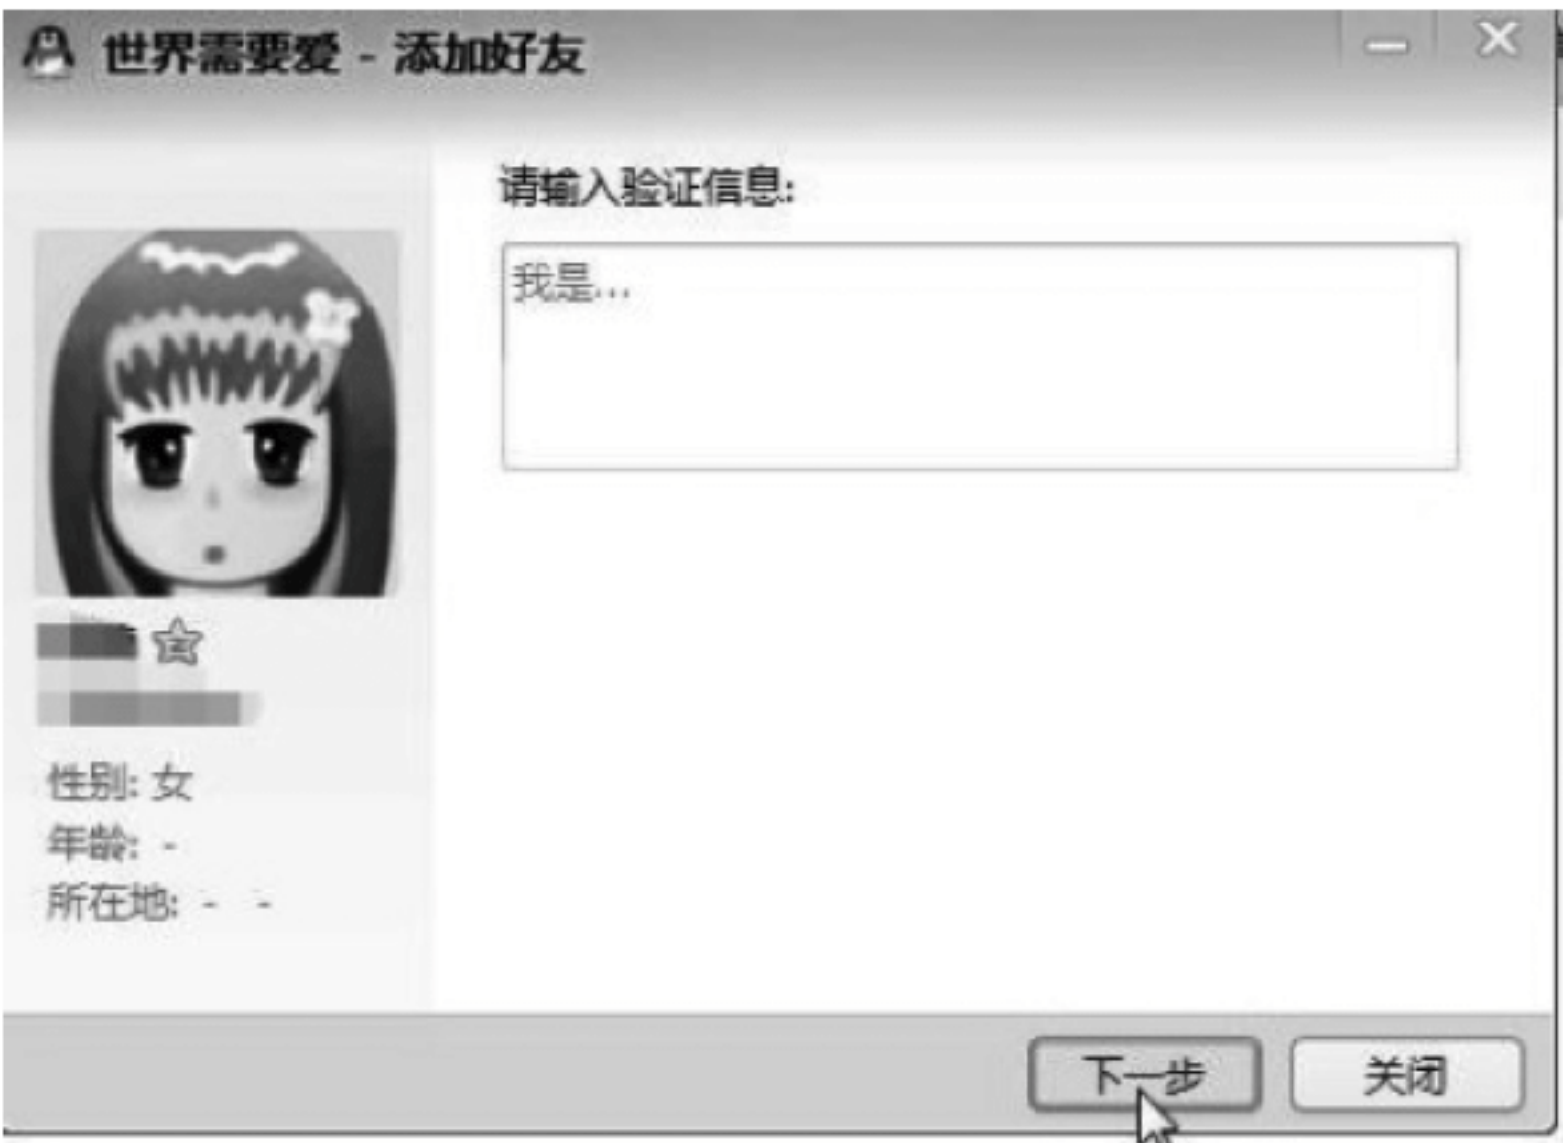 世界需要爱 - 添加好友
请输入验证信息:
我是...
性别: 女
年龄: -
所在地: - -
下一步
关闭